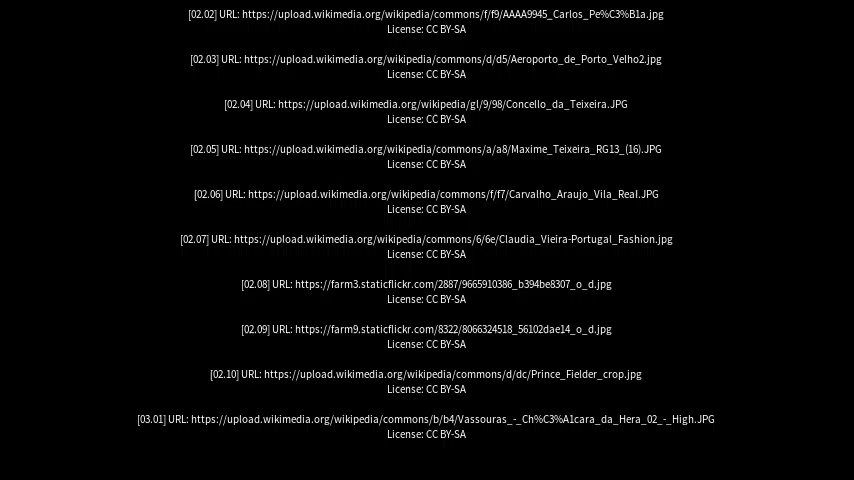 [02.02] URL: https://upload.wikimedia.org/wikipedia/commons/f/f9/AAAA9945_Carlos_Pe%C3%B1a.jpg
License: CC BY-SA
[02.03] URL: https://upload.wikimedia.org/wikipedia/commons/d/d5/Aeroporto_de_Porto_Velho2.jpg
License: CC BY-SA
[02.04] URL: https://upload.wikimedia.org/wikipedia/gl/9/98/Concello_da_Teixeira.JPG
License: CC BY-SA
[02.05] URL: https://upload.wikimedia.org/wikipedia/commons/a/a8/Maxime_Teixeira_RG13_(16).JPG
License: CC BY-SA
[02.06] URL: https://upload.wikimedia.org/wikipedia/commons/f/f7/Carvalho_Araujo_Vila_Real.JPG
License: CC BY-SA
[02.07] URL: https://upload.wikimedia.org/wikipedia/commons/6/6e/Claudia_Vieira-Portugal_Fashion.jpg
License: CC BY-SA
[02.08] URL: https://farm3.staticflickr.com/2887/9665910386_b394be8307_o_d.jpg
License: CC BY-SA
[02.09] URL: https://farm9.staticflickr.com/8322/8066324518_56102dae14_o_d.jpg
License: CC BY-SA
[02.10] URL: https://upload.wikimedia.org/wikipedia/commons/d/dc/Prince_Fielder_crop.jpg
License: CC BY-SA
[03.01] URL: https://upload.wikimedia.org/wikipedia/commons/b/b4/Vassouras_-_Ch%C3%A1cara_da_Hera_02_-_High.JPG
License: CC BY-SA